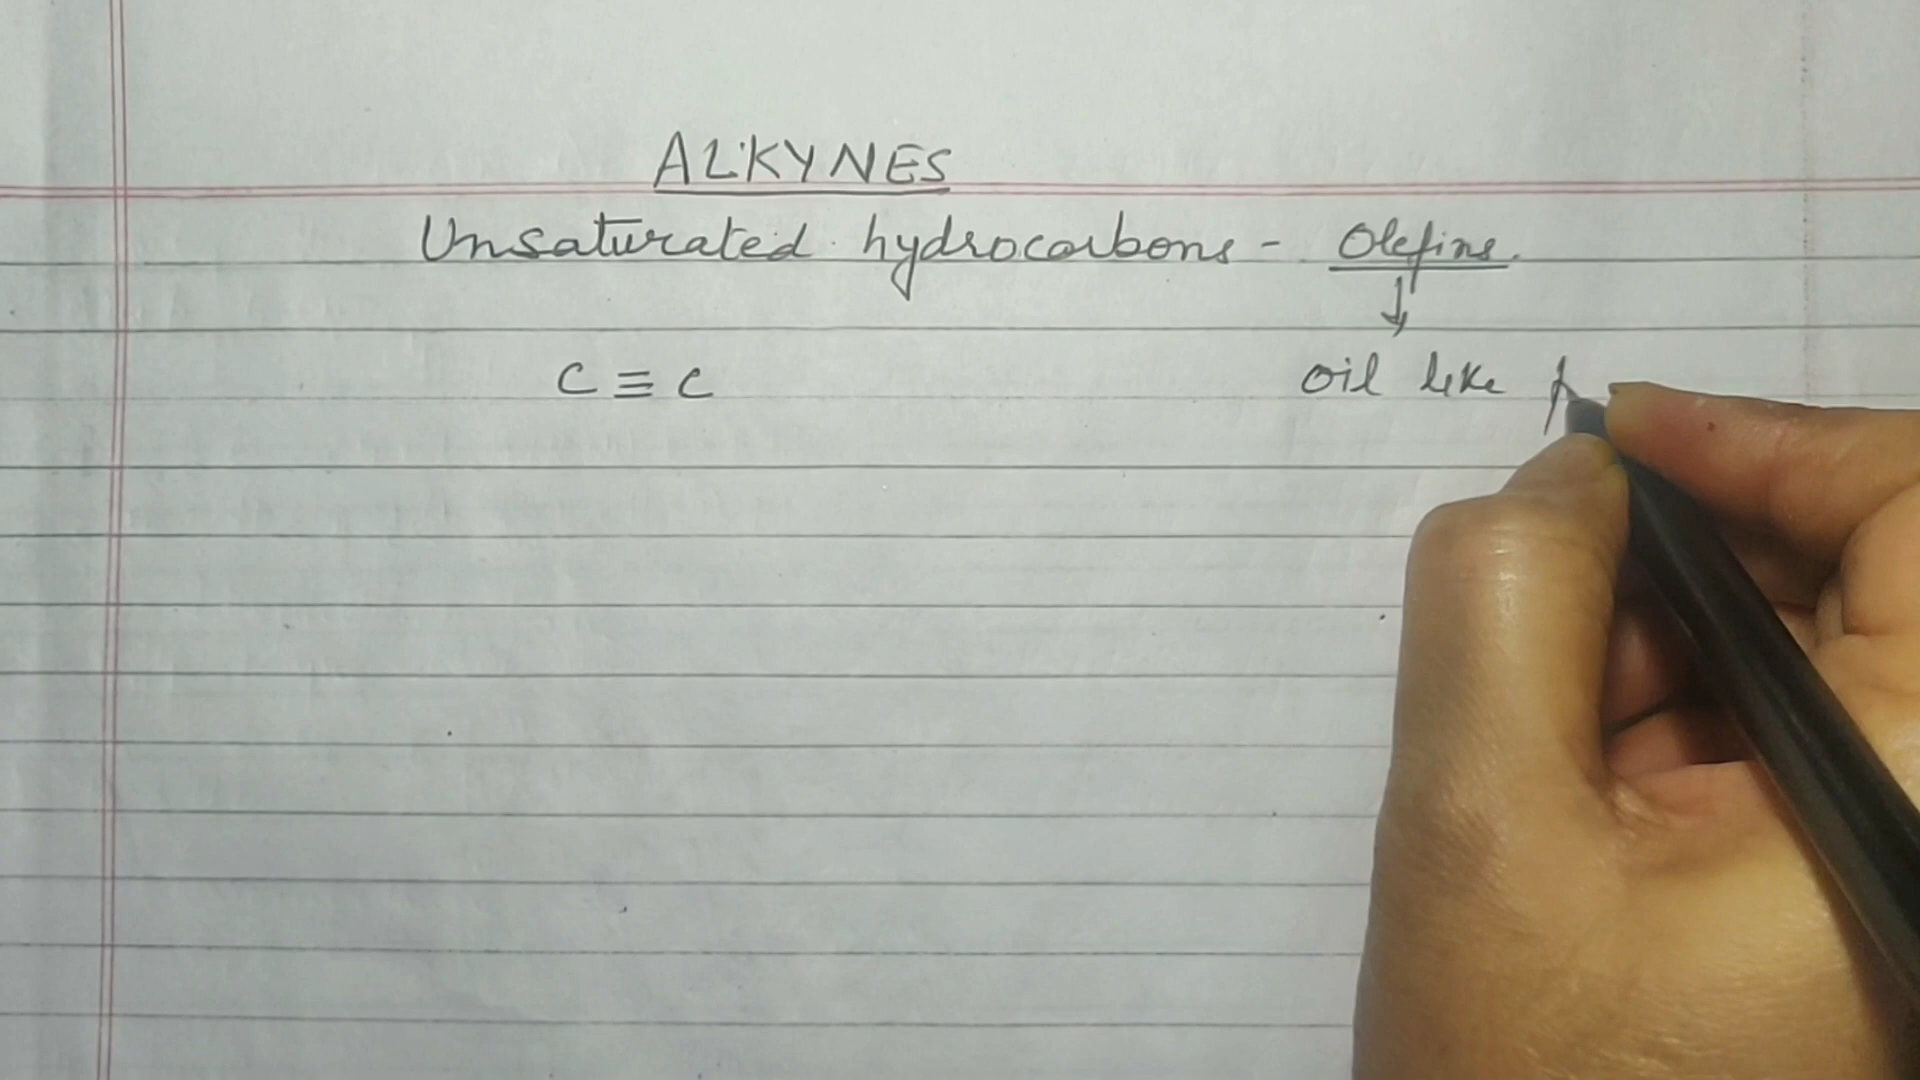 ALKYNES
Unsaturated hydrocarbons - Olefins.
↓
C ≡ C oil like